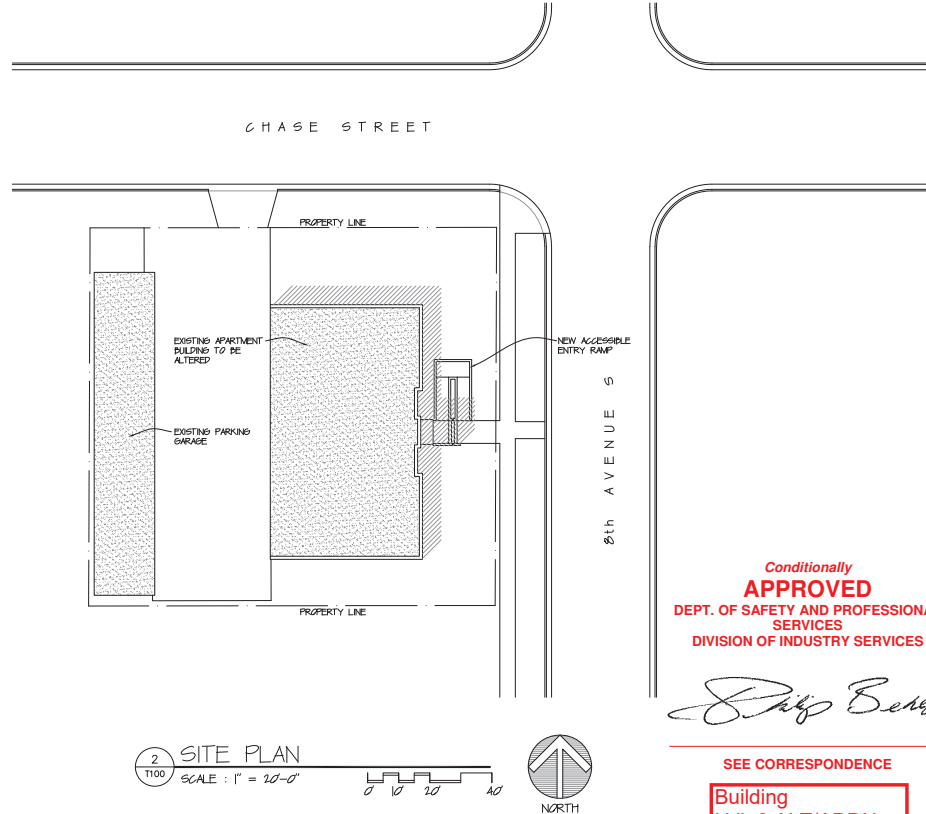 CHASE STREET
PROPERTY LINE
EXISTING APARTMENT
BUILDING TO BE
ALTERED
NEW ACCESSIBLE
ENTRY RAMP
EXISTING PARKING
GARAGE
8th AVENUE S
PROPERTY LINE
Conditionally
APPROVED
DEPT. OF SAFETY AND PROFESSIONA
SERVICES
DIVISION OF INDUSTRY SERVICES
Philip
SEE CORRESPONDENCE
Building
2
T100
SITE PLAN
SCALE : 1" = 20'-0"
0' 10' 20' 40'
NORTH